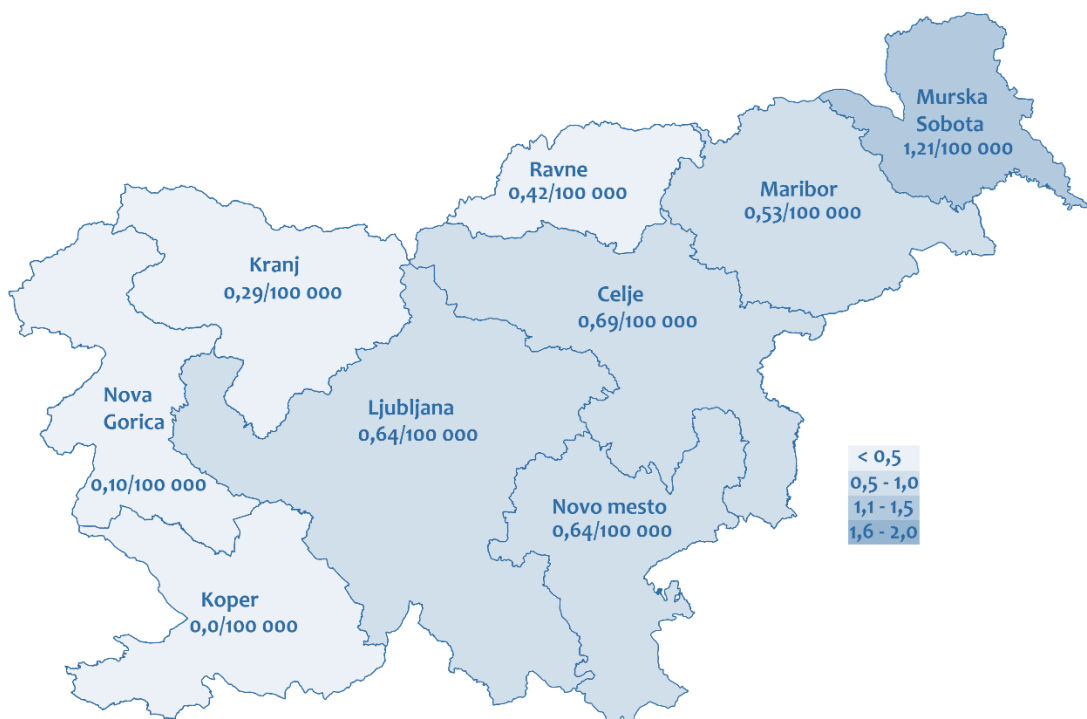 Murska
Sobota
1,21/100 000
Ravne
0,42/100 000
Maribor
0,53/100 000
Kranj
0,29/100 000
Celje
0,69/100 000
Nova
Gorica
0,10/100 000
Ljubljana
0,64/100 000
Novo mesto
0,64/100 000
Koper
0,0/100 000
< 0,5
0,5 - 1,0
1,1 - 1,5
1,6 - 2,0